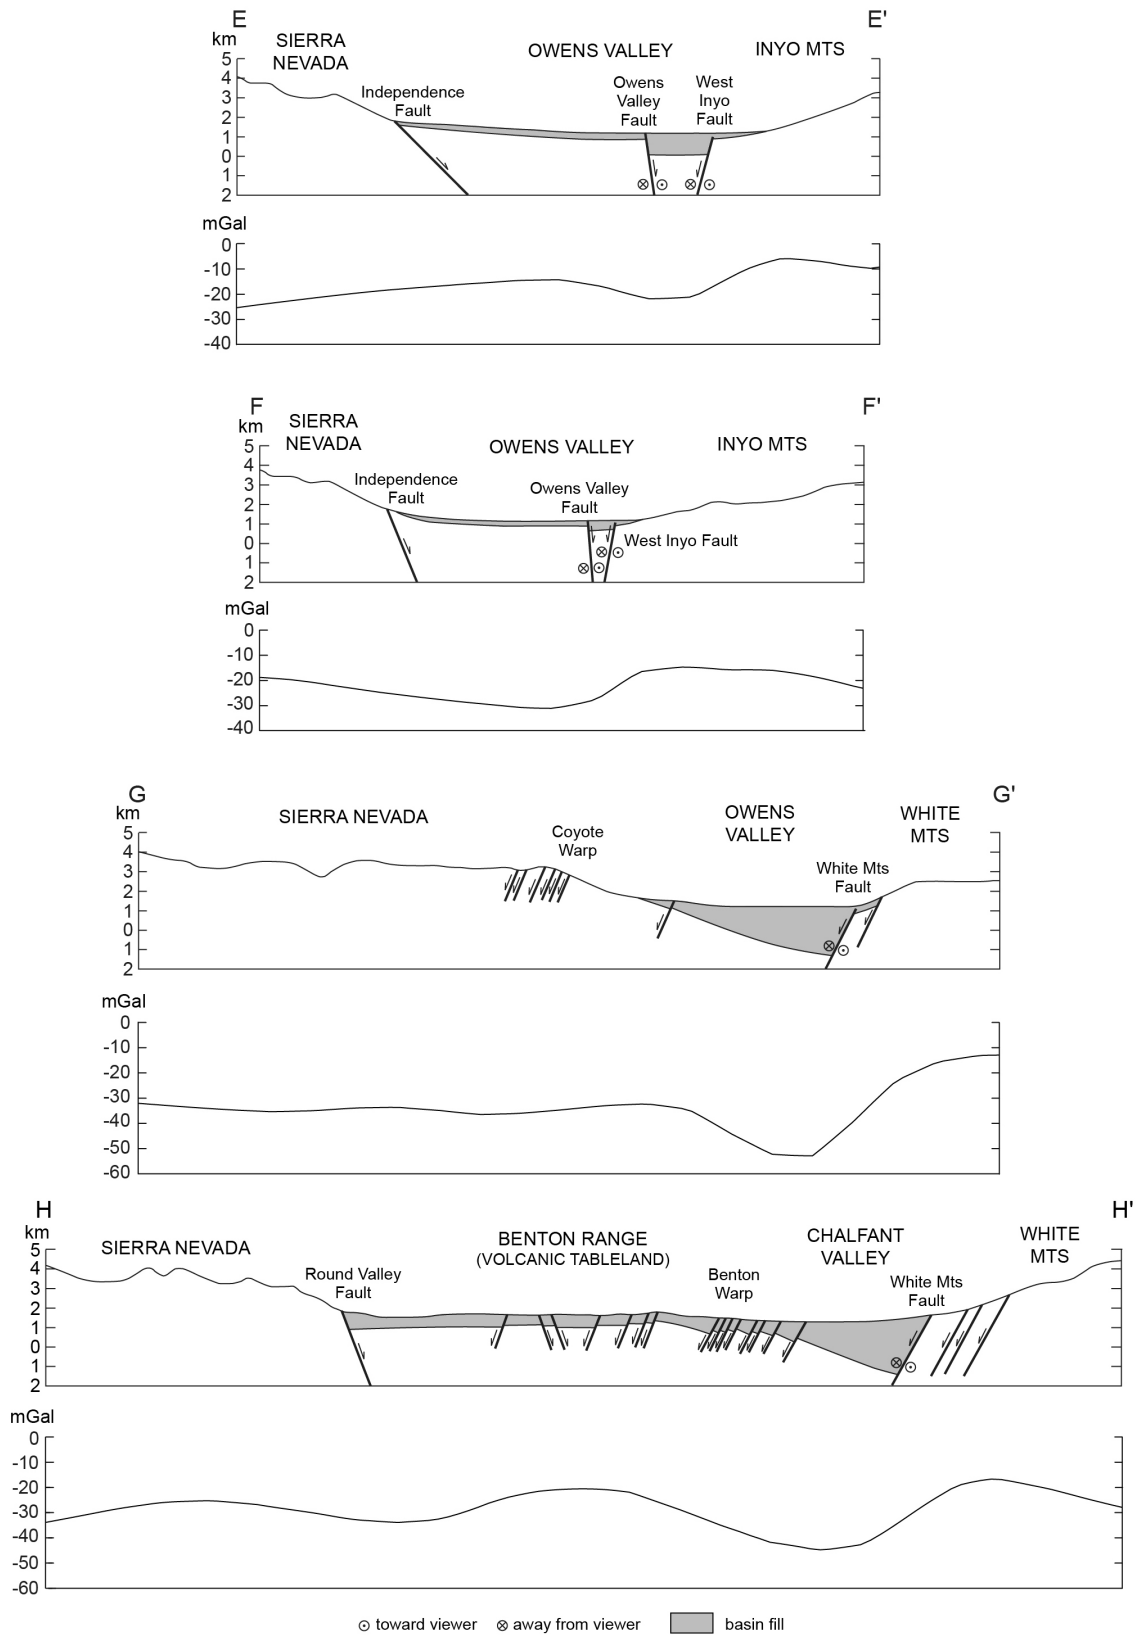 E
E'
km
SIERRA
NEVADA
OWENS VALLEY
INYO MTS
Independence
Fault
Owens
Valley
Fault
West
Inyo
Fault
5
4
3
2
1
0
1
2
mGal
0
-10
-20
-30
-40
F
F'
km
SIERRA
NEVADA
OWENS VALLEY
INYO MTS
Independence
Fault
Owens Valley
Fault
West Inyo Fault
5
4
3
2
1
0
1
2
mGal
0
-10
-20
-30
-40
G
G'
km
SIERRA NEVADA
OWENS
VALLEY
WHITE
MTS
Coyote
Warp
White Mts
Fault
5
4
3
2
1
0
1
2
mGal
0
-10
-20
-30
-40
-50
-60
H
H'
km
SIERRA NEVADA
BENTON RANGE
(VOLCANIC TABLELAND)
CHALFANT
VALLEY
WHITE
MTS
Round Valley
Fault
Benton
Warp
White Mts
Fault
5
4
3
2
1
0
1
2
mGal
0
-10
-20
-30
-40
-50
-60
toward viewer
away from viewer
basin fill